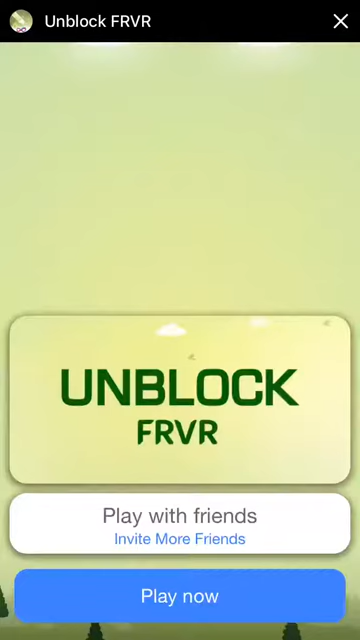 Unblock FRVR
UNBLOCK
FRVR
Play with friends
Invite More Friends
Play now